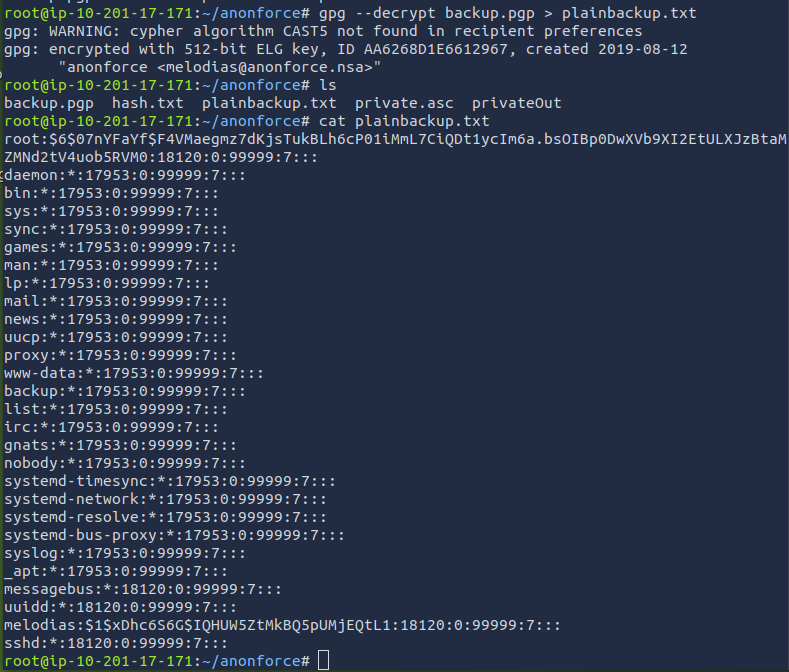 root@ip-10-201-17-171:~/anonforce# gpg --decrypt backup.pgp > plainbackup.txt
gpg: WARNING: cypher algorithm CAST5 not found in recipient preferences
gpg: encrypted with 512-bit ELG key, ID AA6268D1E6612967, created 2019-08-12
      "anonforce <melodias@anonforce.nsa>"
root@ip-10-201-17-171:~/anonforce# ls
backup.pgp  hash.txt  plainbackup.txt  private.asc  privateOut
root@ip-10-201-17-171:~/anonforce# cat plainbackup.txt
root:$6$07nYFaYf$F4VMaegmz7dKjsTukBLh6cP01iMmL7CiQDt1ycIm6a.bsOIBp0DwXVb9XI2EtULXJzBtaM
ZMNd2tV4uob5RVM0:18120:0:99999:7:::
daemon:*:17953:0:99999:7:::
bin:*:17953:0:99999:7:::
sys:*:17953:0:99999:7:::
sync:*:17953:0:99999:7:::
games:*:17953:0:99999:7:::
man:*:17953:0:99999:7:::
lp:*:17953:0:99999:7:::
mail:*:17953:0:99999:7:::
news:*:17953:0:99999:7:::
uucp:*:17953:0:99999:7:::
proxy:*:17953:0:99999:7:::
www-data:*:17953:0:99999:7:::
backup:*:17953:0:99999:7:::
list:*:17953:0:99999:7:::
irc:*:17953:0:99999:7:::
gnats:*:17953:0:99999:7:::
nobody:*:17953:0:99999:7:::
systemd-timesync:*:17953:0:99999:7:::
systemd-network:*:17953:0:99999:7:::
systemd-resolve:*:17953:0:99999:7:::
systemd-bus-proxy:*:17953:0:99999:7:::
syslog:*:17953:0:99999:7:::
_apt:*:17953:0:99999:7:::
messagebus:*:18120:0:99999:7:::
uuidd:*:18120:0:99999:7:::
melodias:$1$xDhc6S6G$IQHUW5ZtMkBQ5pUMjEQtL1:18120:0:99999:7:::
sshd:*:18120:0:99999:7:::
root@ip-10-201-17-171:~/anonforce#